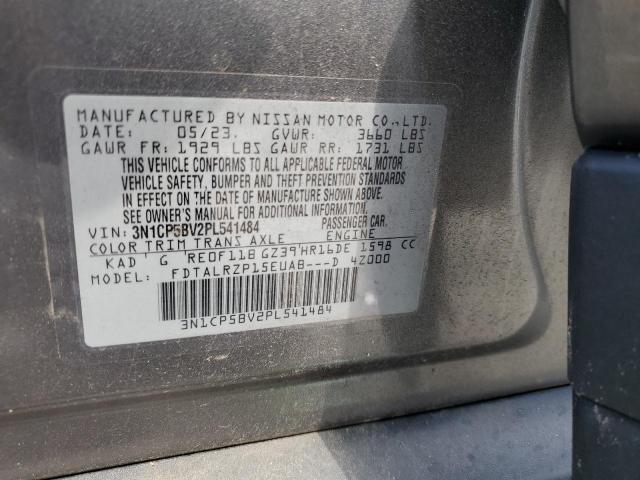 MANUFACTURED BY NISSAN MOTOR CO.,LTD.
DATE: 05/23. GVWR: 3660 LBS
GAWR FR: 1929 LBS GAWR RR: 1731 LBS
THIS VEHICLE CONFORMS TO ALL APPLICABLE FEDERAL MOTOR
VEHICLE SAFETY, BUMPER AND THEFT PREVENTION STANDARDS
IN EFFECT ON THE DATE OF MANUFACTURE SHOWN ABOVE.
SEE OWNER'S MANUAL FOR ADDITIONAL INFORMATION
VIN: 3N1CP5BV2PL541484 PASSENGER CAR.
COLOR TRIM TRANS AXLE ENGINE
KAD G RE0F11B GZ39 HR16DE 1598 CC
FDTALRZP15EUAB---D 4Z000
3N1CP5BV2PL541484